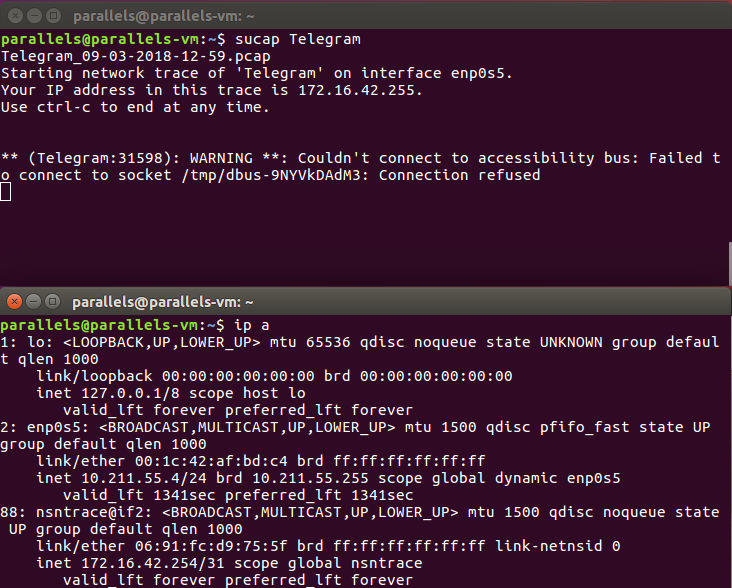 parallels@parallels-vm: ~
parallels@parallels-vm:~$ sucap Telegram
Telegram_09-03-2018-12-59.pcap
Starting network trace of 'Telegram' on interface enp0s5.
Your IP address in this trace is 172.16.42.255.
Use ctrl-c to end at any time.
** (Telegram:31598): WARNING **: Couldn't connect to accessibility bus: Failed t
o connect to socket /tmp/dbus-9NYVkDAdM3: Connection refused
parallels@parallels-vm: ~
parallels@parallels-vm:~$ ip a
1: lo: <LOOPBACK,UP,LOWER_UP> mtu 65536 qdisc noqueue state UNKNOWN group defaul
t qlen 1000
    link/loopback 00:00:00:00:00:00 brd 00:00:00:00:00:00
    inet 127.0.0.1/8 scope host lo
       valid_lft forever preferred_lft forever
2: enp0s5: <BROADCAST,MULTICAST,UP,LOWER_UP> mtu 1500 qdisc pfifo_fast state UP
group default qlen 1000
    link/ether 00:1c:42:af:bd:c4 brd ff:ff:ff:ff:ff:ff
    inet 10.211.55.4/24 brd 10.211.55.255 scope global dynamic enp0s5
       valid_lft 1341sec preferred_lft 1341sec
88: nsntrace@if2: <BROADCAST,MULTICAST,UP,LOWER_UP> mtu 1500 qdisc noqueue state
 UP group default qlen 1000
    link/ether 06:91:fc:d9:75:5f brd ff:ff:ff:ff:ff:ff link-netnsid 0
    inet 172.16.42.254/31 scope global nsntrace
       valid_lft forever preferred_lft forever